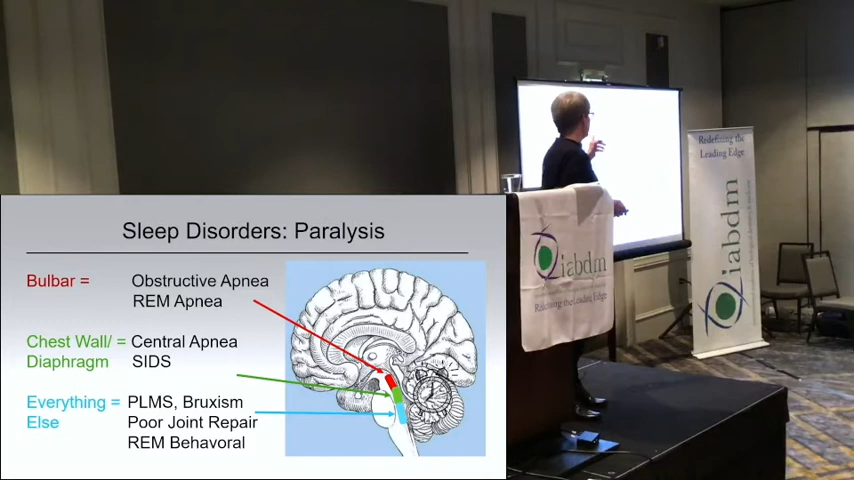 Sleep Disorders: Paralysis
Bulbar = Obstructive Apnea
REM Apnea
Chest Wall/ = Central Apnea
Diaphragm SIDS
Everything = PLMS, Bruxism
Else Poor Joint Repair
REM Behavoral
iabdm
Redefining the Leading Edge
Redefining the
Leading Edge
iabdm